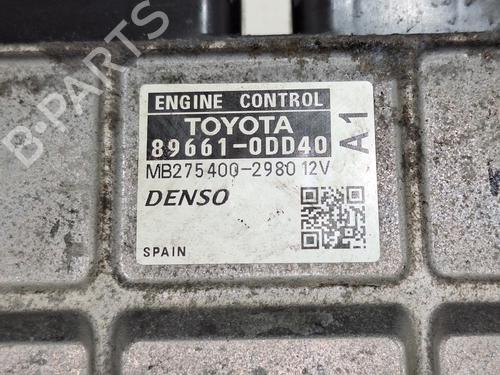 B-PARTS
ENGINE CONTROL
TOYOTA
89661-0DD40
A1
MB275400-2980 12V
DENSO
SPAIN